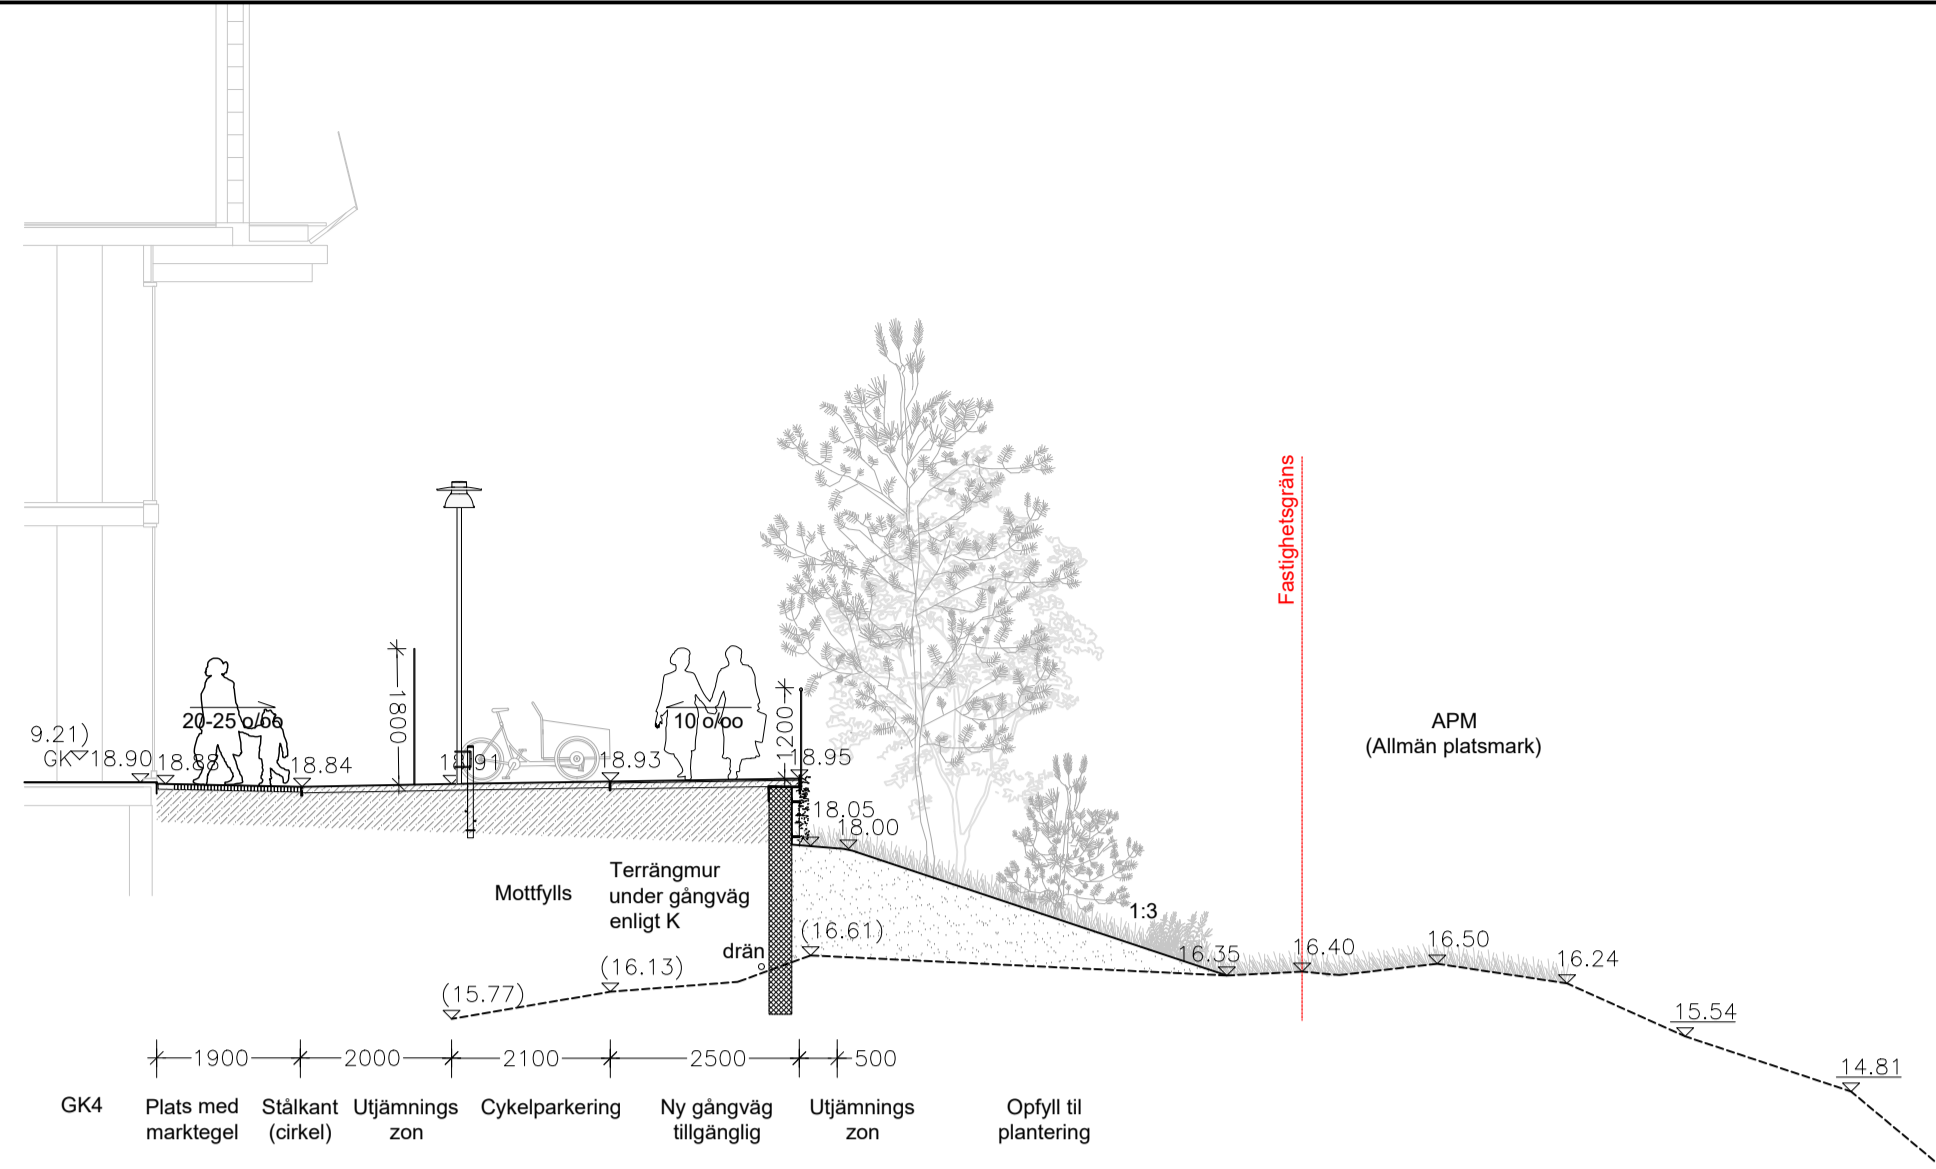 Fastighetsgräns
1800
1200
20-25 o/oo
10 o/oo
APM
(Allmän platsmark)
9.21)
GK 18.90
18.88
18.84
18.91
18.93
18.95
18.05
18.00
Mottfylls
Terrängmur
under gångväg
enligt K
drän
1:3
(16.61)
(16.13)
(15.77)
16.35
16.40
16.50
16.24
15.54
14.81
1900
2000
2100
2500
500
GK4
Plats med
marktegel
Stålkant
(cirkel)
Utjämnings
zon
Cykelparkering
Ny gångväg
tillgänglig
Utjämnings
zon
Opfyll til
plantering